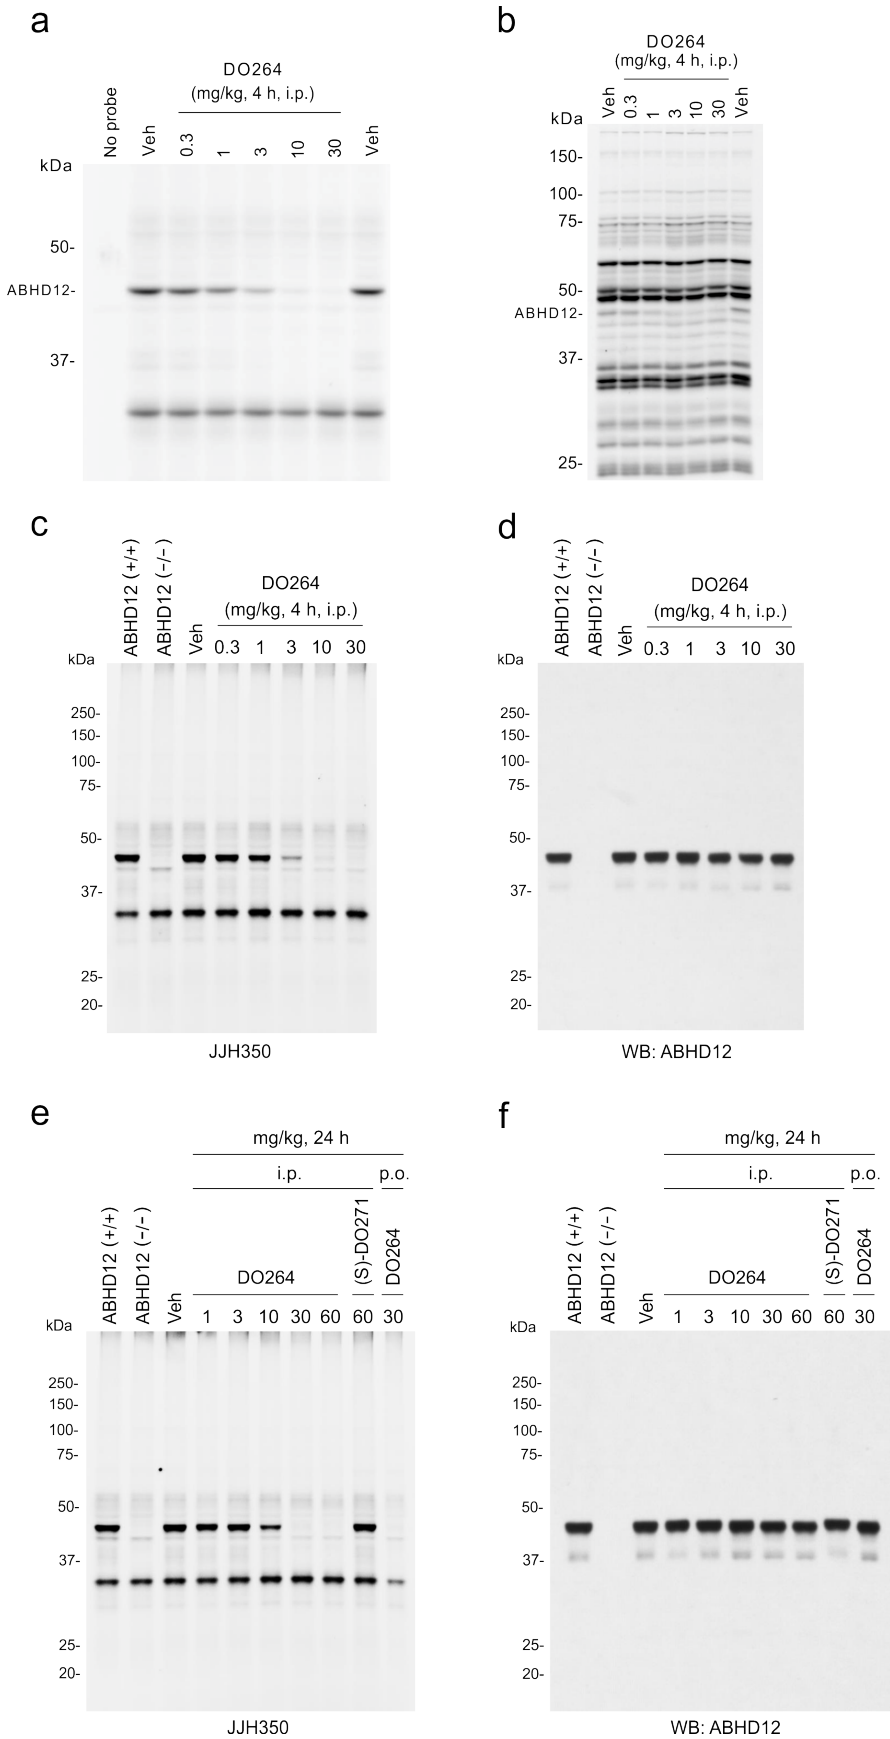 a
DO264
(mg/kg, 4 h, i.p.)
No probe
Veh
0.3
1
3
10
30
Veh
kDa
50-
ABHD12-
37-
b
DO264
(mg/kg, 4 h, i.p.)
Veh
0.3
1
3
10
30
Veh
kDa
150-
100-
75-
50-
ABHD12-
37-
25-
c
ABHD12 (+/+)
ABHD12 (−/−)
Veh
DO264
(mg/kg, 4 h, i.p.)
0.3 1 3 10 30
kDa
250-
150-
100-
75-
50-
37-
25-
20-
JJH350
d
ABHD12 (+/+)
ABHD12 (−/−)
Veh
DO264
(mg/kg, 4 h, i.p.)
0.3 1 3 10 30
kDa
250-
150-
100-
75-
50-
37-
25-
20-
WB: ABHD12
e
mg/kg, 24 h
i.p. p.o.
ABHD12 (+/+)
ABHD12 (−/−)
Veh
DO264
(S)-DO271
DO264
1 3 10 30 60 60 30
kDa
250-
150-
100-
75-
50-
37-
25-
20-
JJH350
f
mg/kg, 24 h
i.p. p.o.
ABHD12 (+/+)
ABHD12 (−/−)
Veh
DO264
(S)-DO271
DO264
1 3 10 30 60 60 30
kDa
250-
150-
100-
75-
50-
37-
25-
20-
WB: ABHD12